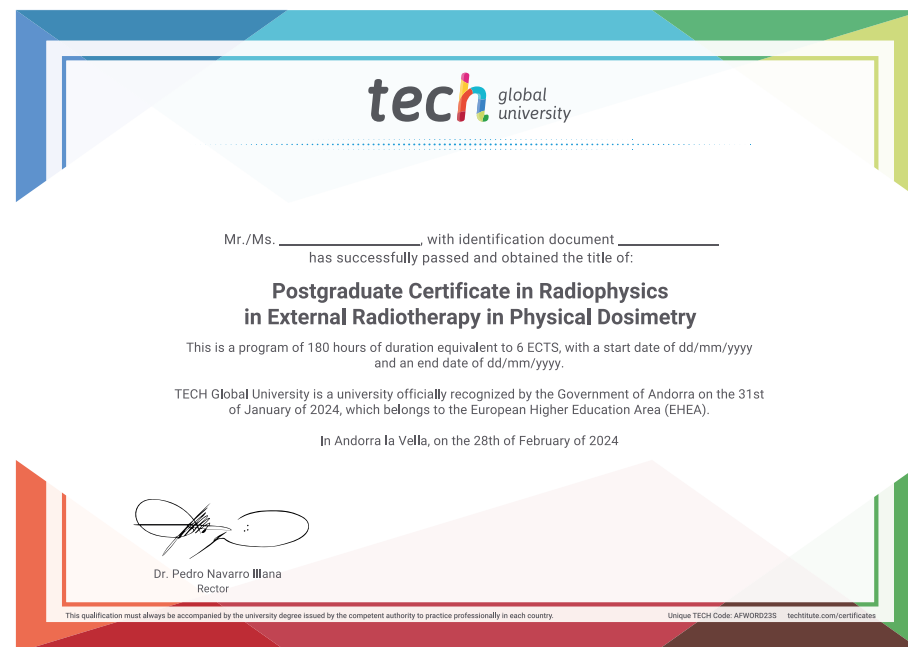 tech global
university
Mr./Ms. ____________________, with identification document ______________
has successfully passed and obtained the title of:
Postgraduate Certificate in Radiophysics
in External Radiotherapy in Physical Dosimetry
This is a program of 180 hours of duration equivalent to 6 ECTS, with a start date of dd/mm/yyyy
and an end date of dd/mm/yyyy.
TECH Global University is a university officially recognized by the Government of Andorra on the 31st
of January of 2024, which belongs to the European Higher Education Area (EHEA).
In Andorra la Vella, on the 28th of February of 2024
Dr. Pedro Navarro Illana
Rector
This qualification must always be accompanied by the university degree issued by the competent authority to practice professionally in each country.
Unique TECH Code: AFWORD23S techtitute.com/certificates